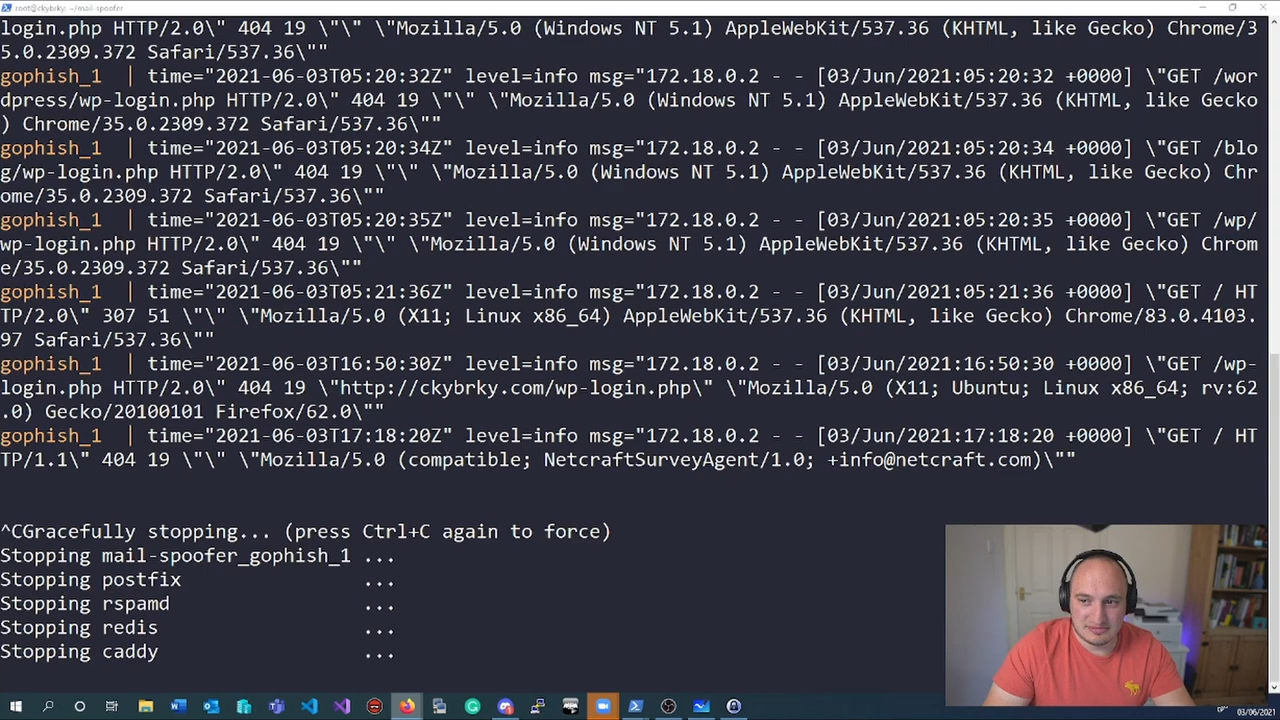 root@ckybrky: ~/mail-spoofer
login.php HTTP/2.0\" 404 19 \"\" \"Mozilla/5.0 (Windows NT 5.1) AppleWebKit/537.36 (KHTML, like Gecko) Chrome/3
5.0.2309.372 Safari/537.36\""
gophish_1 | time="2021-06-03T05:20:32Z" level=info msg="172.18.0.2 - - [03/Jun/2021:05:20:32 +0000] \"GET /wor
dpress/wp-login.php HTTP/2.0\" 404 19 \"\" \"Mozilla/5.0 (Windows NT 5.1) AppleWebKit/537.36 (KHTML, like Gecko
) Chrome/35.0.2309.372 Safari/537.36\""
gophish_1 | time="2021-06-03T05:20:34Z" level=info msg="172.18.0.2 - - [03/Jun/2021:05:20:34 +0000] \"GET /blo
g/wp-login.php HTTP/2.0\" 404 19 \"\" \"Mozilla/5.0 (Windows NT 5.1) AppleWebKit/537.36 (KHTML, like Gecko) Chr
ome/35.0.2309.372 Safari/537.36\""
gophish_1 | time="2021-06-03T05:20:35Z" level=info msg="172.18.0.2 - - [03/Jun/2021:05:20:35 +0000] \"GET /wp/
wp-login.php HTTP/2.0\" 404 19 \"\" \"Mozilla/5.0 (Windows NT 5.1) AppleWebKit/537.36 (KHTML, like Gecko) Chrom
e/35.0.2309.372 Safari/537.36\""
gophish_1 | time="2021-06-03T05:21:36Z" level=info msg="172.18.0.2 - - [03/Jun/2021:05:21:36 +0000] \"GET / HT
TP/2.0\" 307 51 \"\" \"Mozilla/5.0 (X11; Linux x86_64) AppleWebKit/537.36 (KHTML, like Gecko) Chrome/83.0.4103.
97 Safari/537.36\""
gophish_1 | time="2021-06-03T16:50:30Z" level=info msg="172.18.0.2 - - [03/Jun/2021:16:50:30 +0000] \"GET /wp-
login.php HTTP/2.0\" 404 19 \"http://ckybrky.com/wp-login.php\" \"Mozilla/5.0 (X11; Ubuntu; Linux x86_64; rv:62
.0) Gecko/20100101 Firefox/62.0\""
gophish_1 | time="2021-06-03T17:18:20Z" level=info msg="172.18.0.2 - - [03/Jun/2021:17:18:20 +0000] \"GET / HT
TP/1.1\" 404 19 \"\" \"Mozilla/5.0 (compatible; NetcraftSurveyAgent/1.0; +info@netcraft.com)\""
^CGracefully stopping... (press Ctrl+C again to force)
Stopping mail-spoofer_gophish_1 ...
Stopping postfix ...
Stopping rspamd ...
Stopping redis ...
Stopping caddy ...
03/06/2021